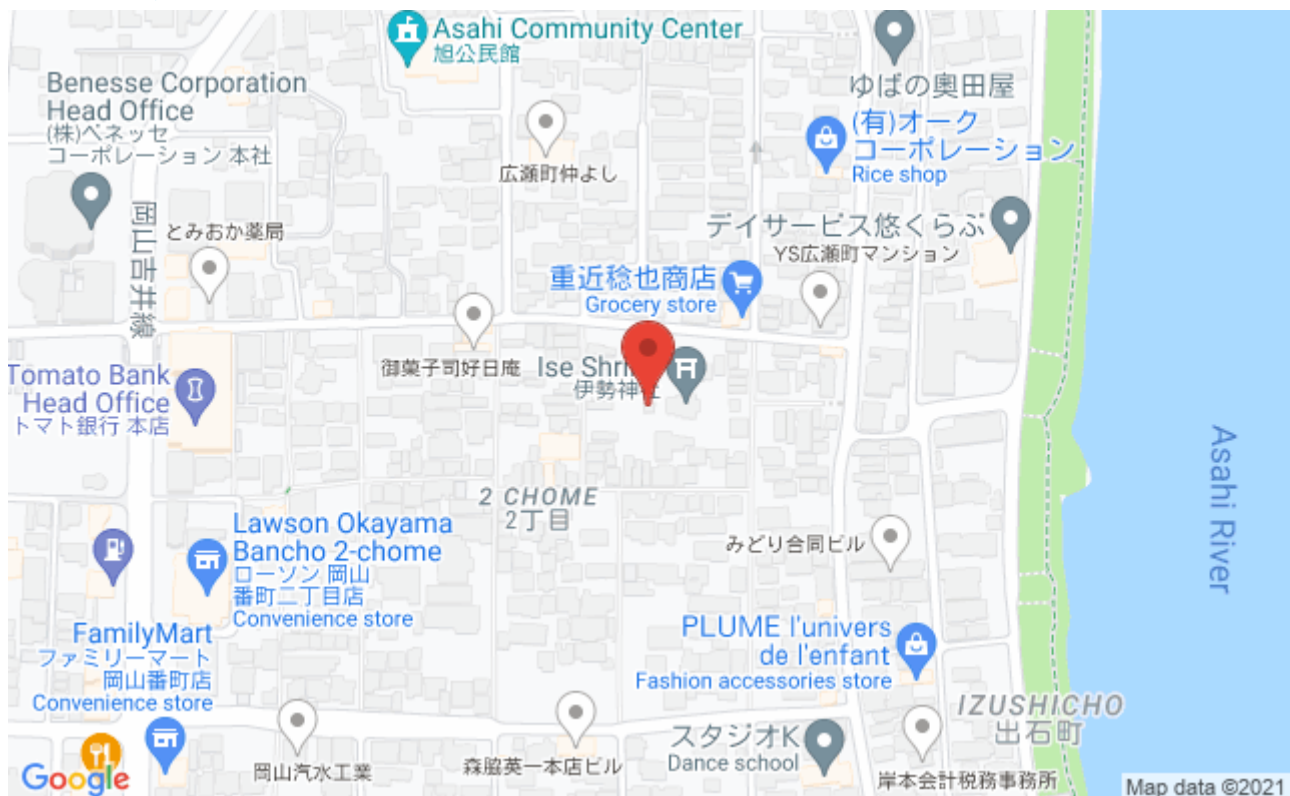 Asahi Community Center
旭公民館
Benesse Corporation
Head Office
(株)ベネッセ
コーポレーション 本社
ゆばの奥田屋
(有)オーク
コーポレーション
Rice shop
広瀬町仲よし
岡山吉井線
とみおか薬局
デイサービス悠くらぶ
YS広瀬町マンション
重近稔也商店
Grocery store
御菓子司好日庵
Ise Shri
伊勢神社
Tomato Bank
Head Office
トマト銀行 本店
2 CHOME
2丁目
Asahi River
Lawson Okayama
Bancho 2-chome
ローソン 岡山
番町二丁目店
Convenience store
みどり合同ビル
FamilyMart
ファミリーマート
岡山番町店
Convenience store
PLUME l'univers
de l'enfant
Fashion accessories store
IZUSHICHO
出石町
スタジオK
Dance school
岡山汽水工業
森脇英一本店ビル
岸本会計税務事務所
Google
Map data ©2021